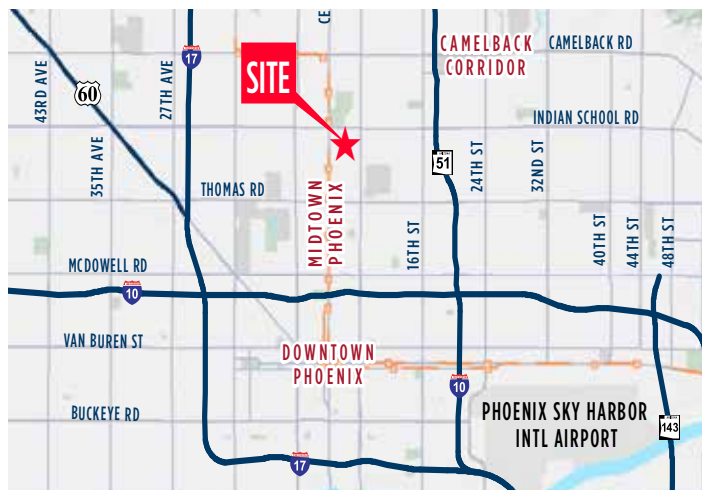 CE
CAMELBACK
CORRIDOR
CAMELBACK RD
17
SITE
43RD AVE
60
27TH AVE
INDIAN SCHOOL RD
35TH AVE
51
24TH ST
32ND ST
THOMAS RD
MIDTOWN
PHOENIX
16TH ST
40TH ST
44TH ST
48TH ST
MCDOWELL RD
10
VAN BUREN ST
DOWNTOWN
PHOENIX
10
BUCKEYE RD
PHOENIX SKY HARBOR
INTL AIRPORT
143
17